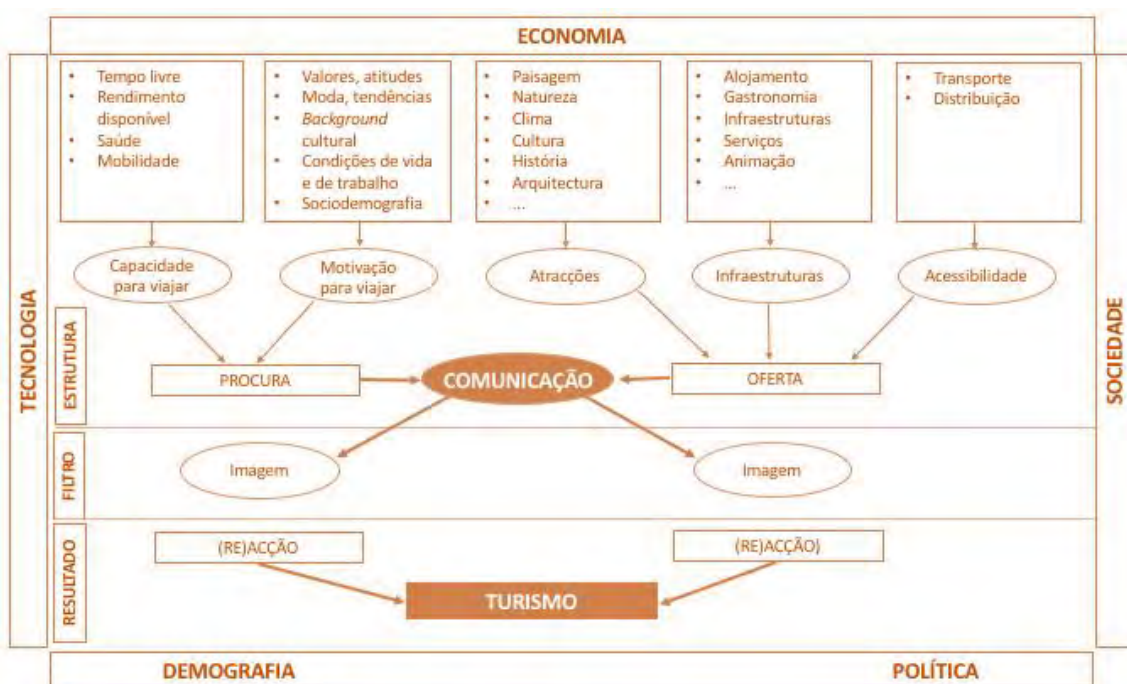 ECONOMIA
TECNOLOGIA
SOCIEDADE
• Tempo livre
• Rendimento
disponível
• Saúde
• Mobilidade
• Valores, atitudes
• Moda, tendências
• Background
cultural
• Condições de vida
e de trabalho
• Sociodemografia
• Paisagem
• Natureza
• Clima
• Cultura
• História
• Arquitectura
• ...
• Alojamento
• Gastronomia
• Infraestruturas
• Serviços
• Animação
• ...
• Transporte
• Distribuição
Capacidade
para viajar
Motivação
para viajar
Atracções
Infraestruturas
Acessibilidade
ESTRUTURA
PROCURA
COMUNICAÇÃO
OFERTA
FILTRO
Imagem
Imagem
RESULTADO
(RE)ACÇÃO
(RE)ACÇÃO)
TURISMO
DEMOGRAFIA
POLÍTICA